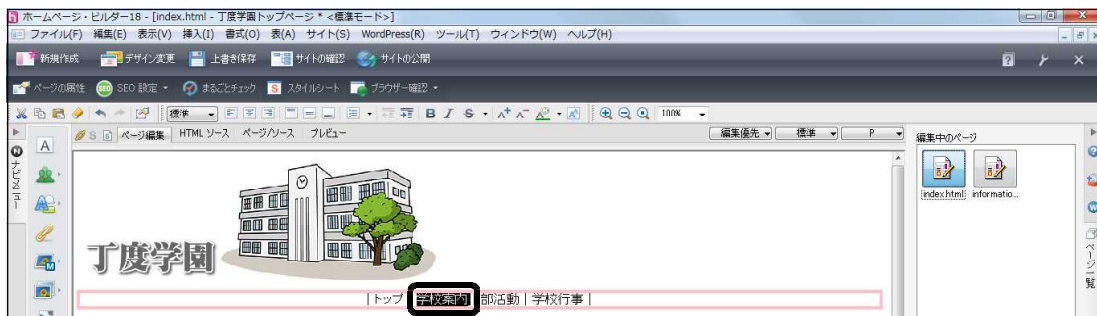 ホームページ・ビルダー18 - [index.html - 丁度学園トップページ * <標準モード>]
ファイル(F) 編集(E) 表示(V) 挿入(I) 書式(O) 表(A) サイト(S) WordPress(R) ツール(T) ウィンドウ(W) ヘルプ(H)
新規作成 デザイン変更 上書き保存 サイトの確認 サイトの公開
ページの属性 SEO SEO 設定 まるごとチェック S スタイルシート ブラウザー確認
標準 B I S A A 100%
S ページ編集 HTML ソース ページ/ソース プレビュー 編集優先 標準 P 編集中のページ
ナビメニュー
A
index.html informatio...
丁度学園
ページ一覧
|トップ 学校案内 部活動|学校行事|